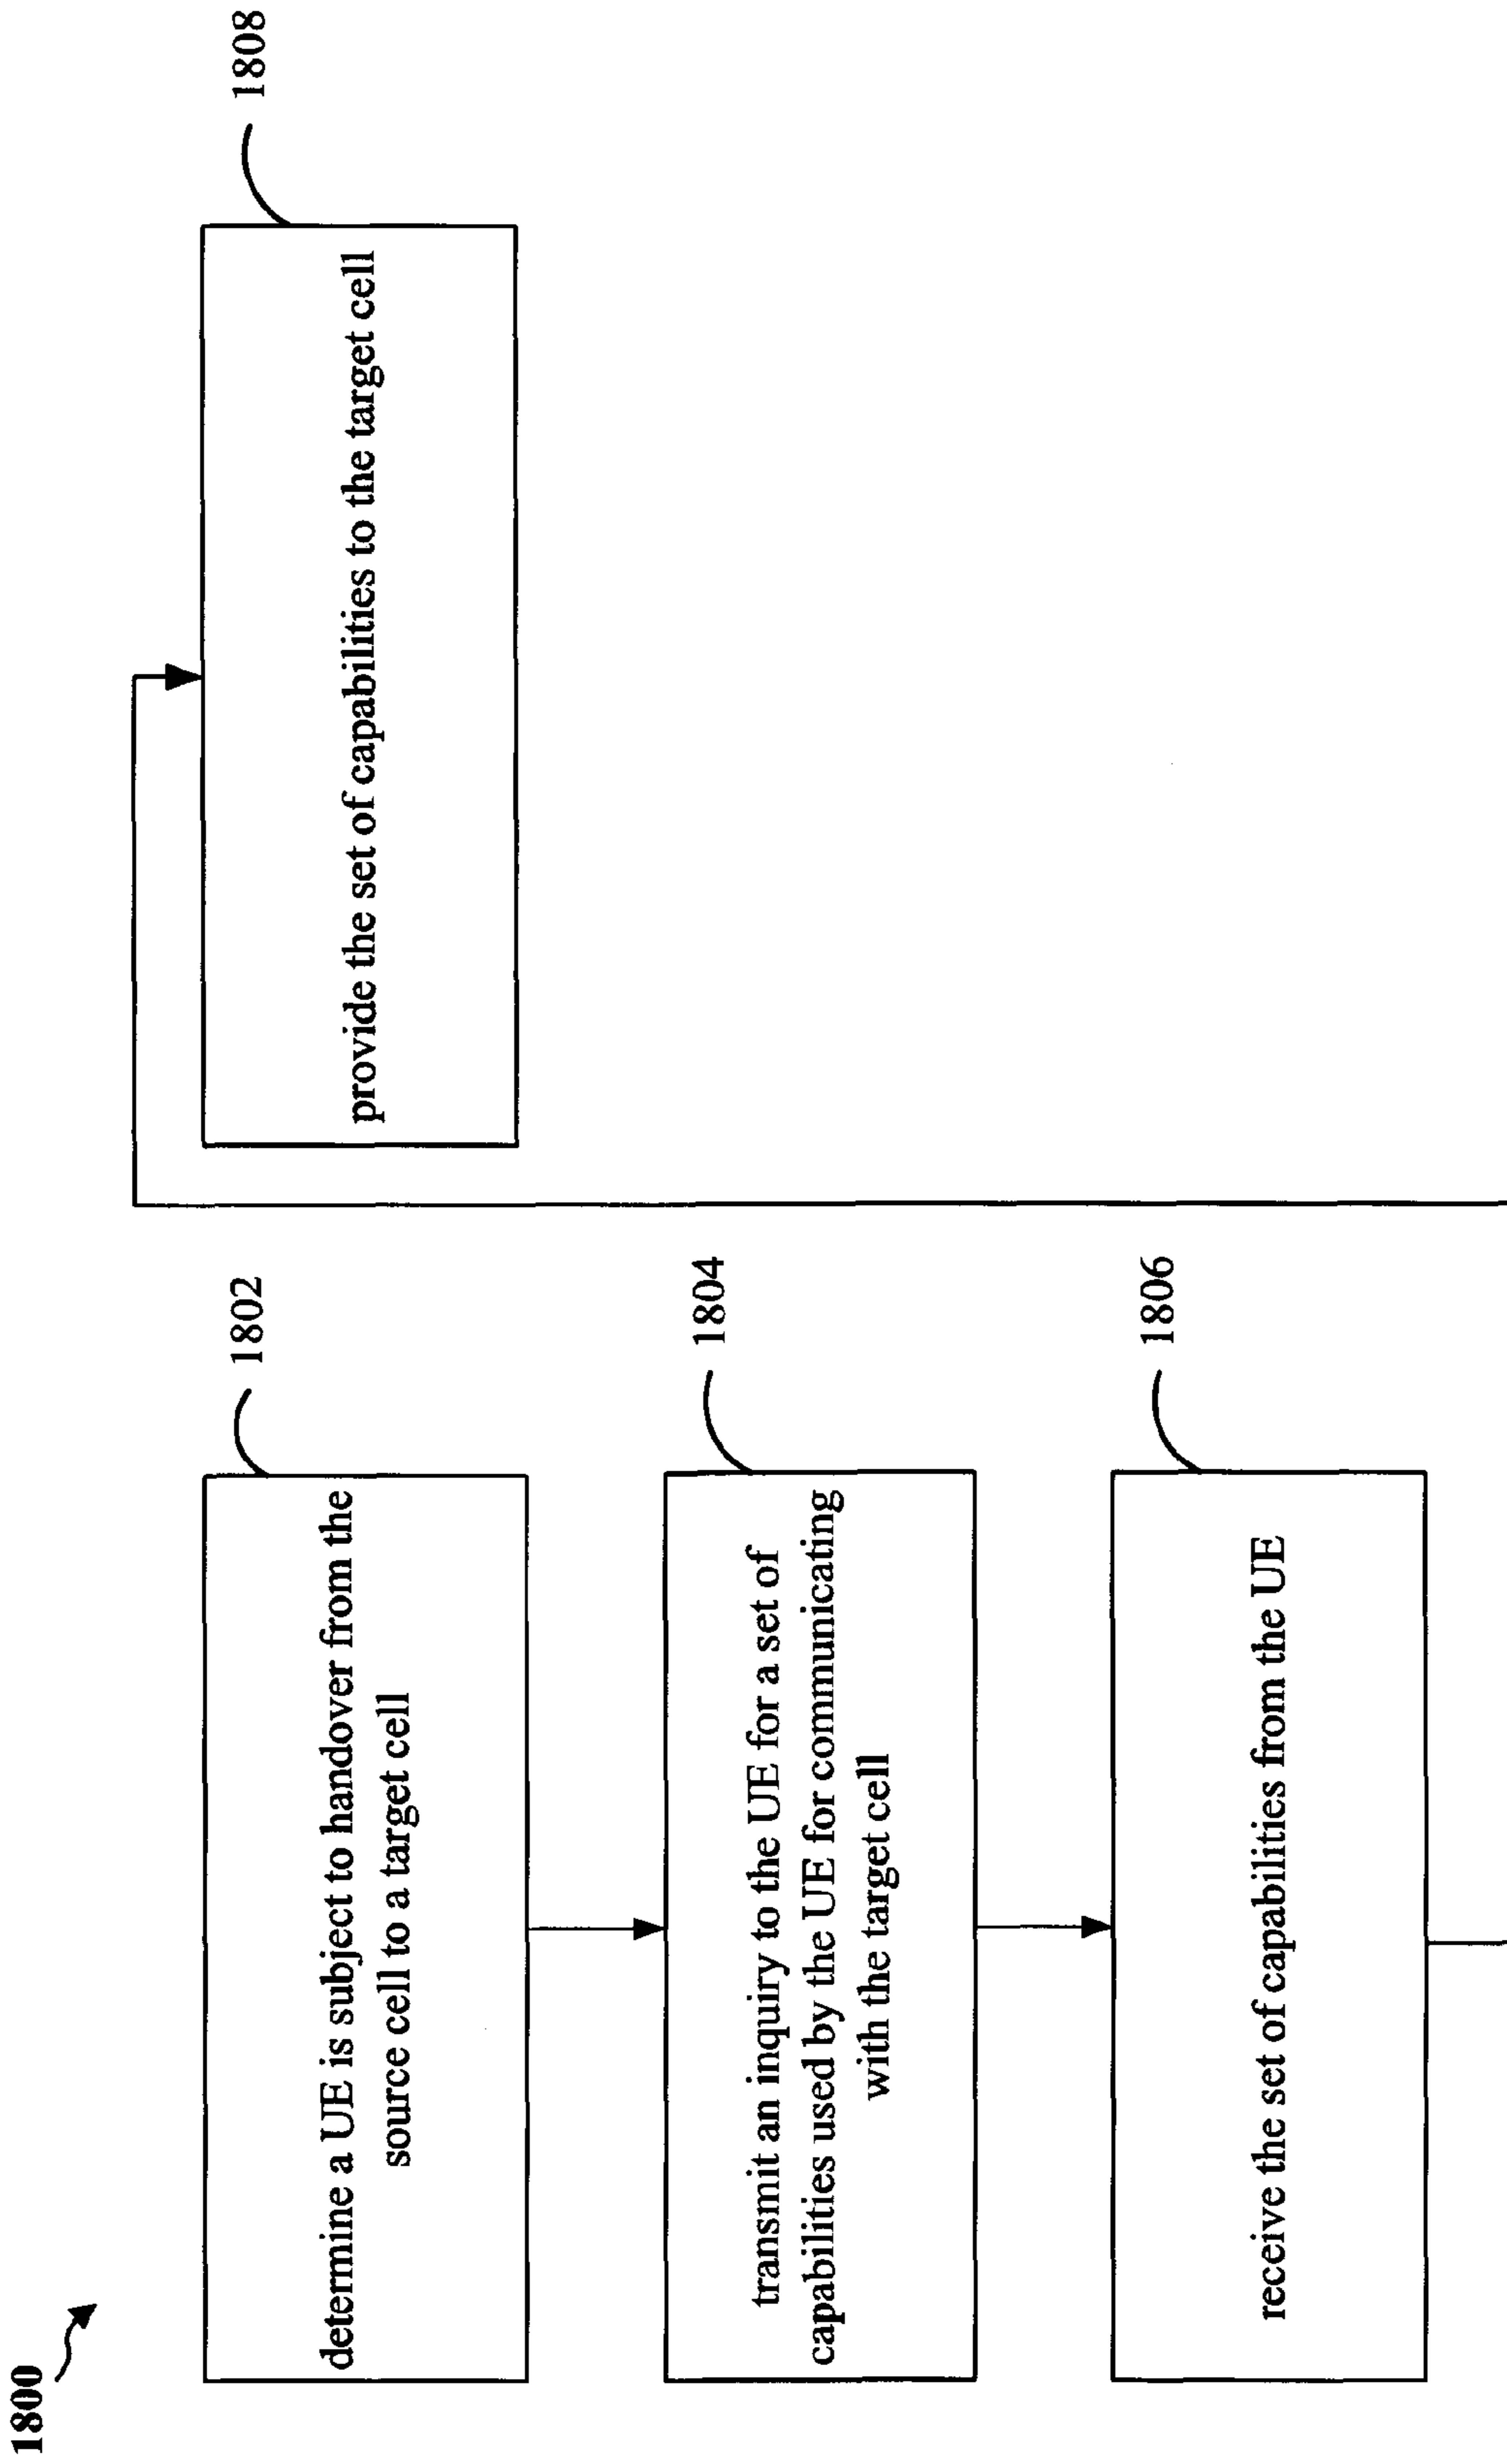 1800
1802
determine a UE is subject to handover from the
source cell to a target cell
1804
transmit an inquiry to the UE for a set of
capabilities used by the UE for communicating
with the target cell
1806
receive the set of capabilities from the UE
1808
provide the set of capabilities to the target cell